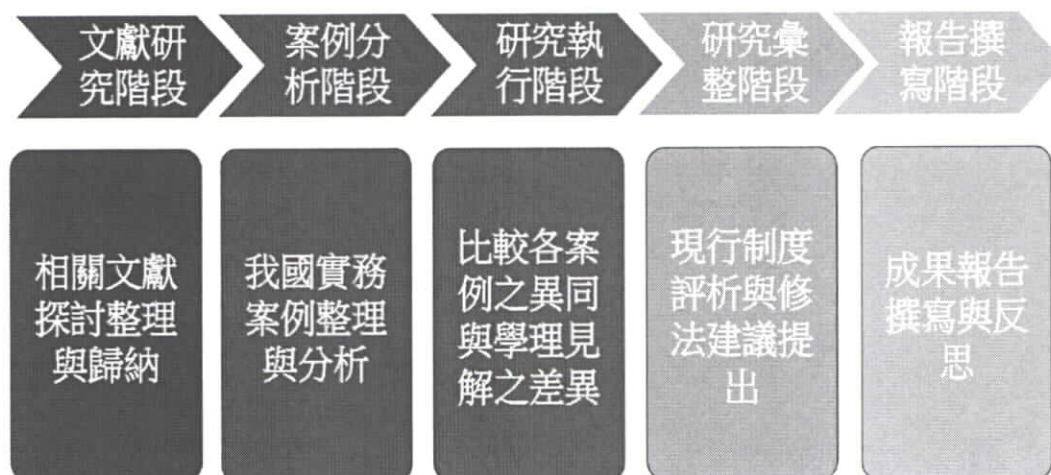 文獻研
究階段
案例分
析階段
研究執
行階段
研究彙
整階段
報告撰
寫階段
相關文獻
探討整理
與歸納
我國實務
案例整理
與分析
比較各案
例之異同
與學理見
解之差異
現行制度
評析與修
法建議提
出
成果報告
撰寫與反
思